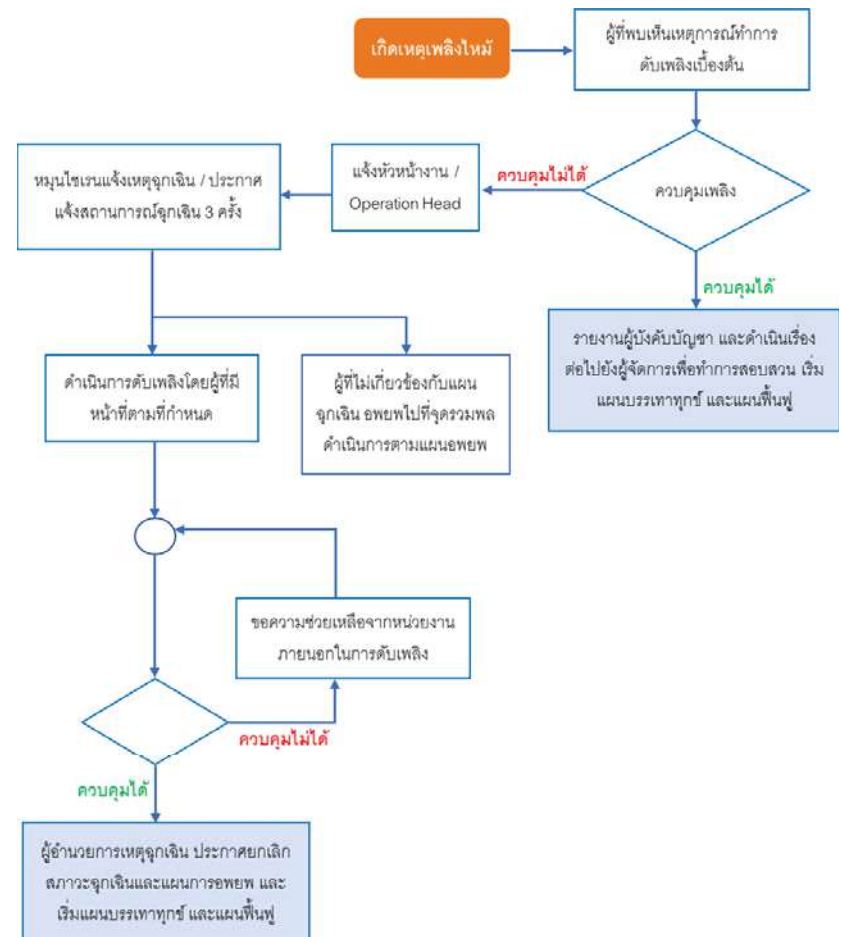 เกิดเหตุเพลิงไหม้
ผู้ที่พบเห็นเหตุการณ์ทำการ
ดับเพลิงเบื้องต้น
ควบคุมเพลิง
ควบคุมไม่ได้
แจ้งหัวหน้างาน /
Operation Head
หมุนไซเรนแจ้งเหตุฉุกเฉิน / ประกาศ
แจ้งสถานการณ์ฉุกเฉิน 3 ครั้ง
ควบคุมได้
รายงานผู้บังคับบัญชา และดำเนินเรื่อง
ต่อไปยังผู้จัดการเพื่อทำการสอบสวน เริ่ม
แผนบรรเทาทุกข์ และแผนฟื้นฟู
ดำเนินการดับเพลิงโดยผู้ที่มี
หน้าที่ตามที่กำหนด
ผู้ที่ไม่เกี่ยวข้องกับแผน
ฉุกเฉิน อพยพไปที่จุดรวมพล
ดำเนินการตามแผนอพยพ
ขอความช่วยเหลือจากหน่วยงาน
ภายนอกในการดับเพลิง
ควบคุมไม่ได้
ควบคุมได้
ผู้อำนวยการเหตุฉุกเฉิน ประกาศยกเลิก
สภาวะฉุกเฉินและแผนการอพยพ และ
เริ่มแผนบรรเทาทุกข์ และแผนฟื้นฟู